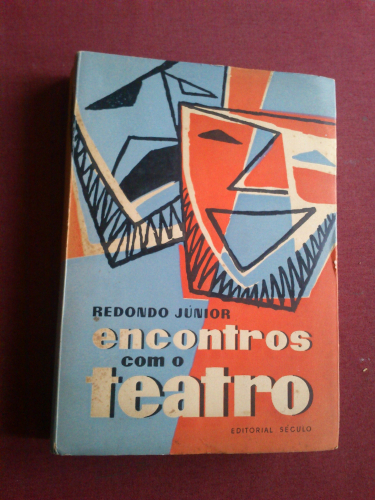 REDONDO JÚNIOR
encontros
com o
teatro
EDITORIAL SÉCULO